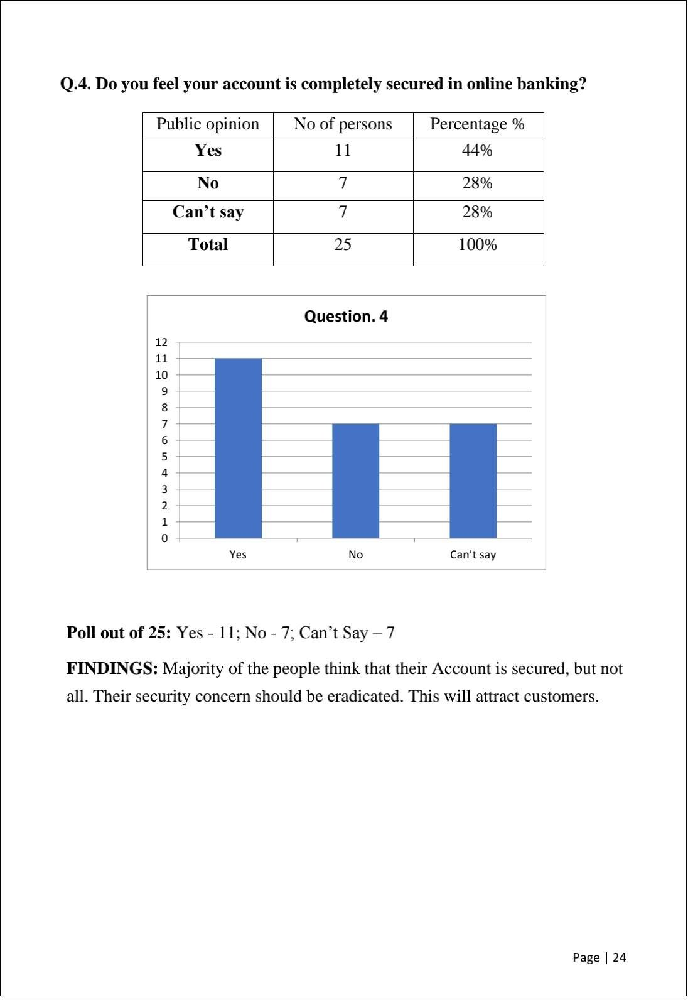 Q.4. Do you feel your account is completely secured in online banking?
Public opinion No of persons Percentage %
Yes 11 44%
No 7 28%
Can’t say 7 28%
Total 25 100%
Question. 4
12
11
10
9
8
7
6
5
4
3
2
1
0
Yes No Can’t say
Poll out of 25: Yes - 11; No - 7; Can’t Say – 7
FINDINGS: Majority of the people think that their Account is secured, but not
all. Their security concern should be eradicated. This will attract customers.
Page | 24